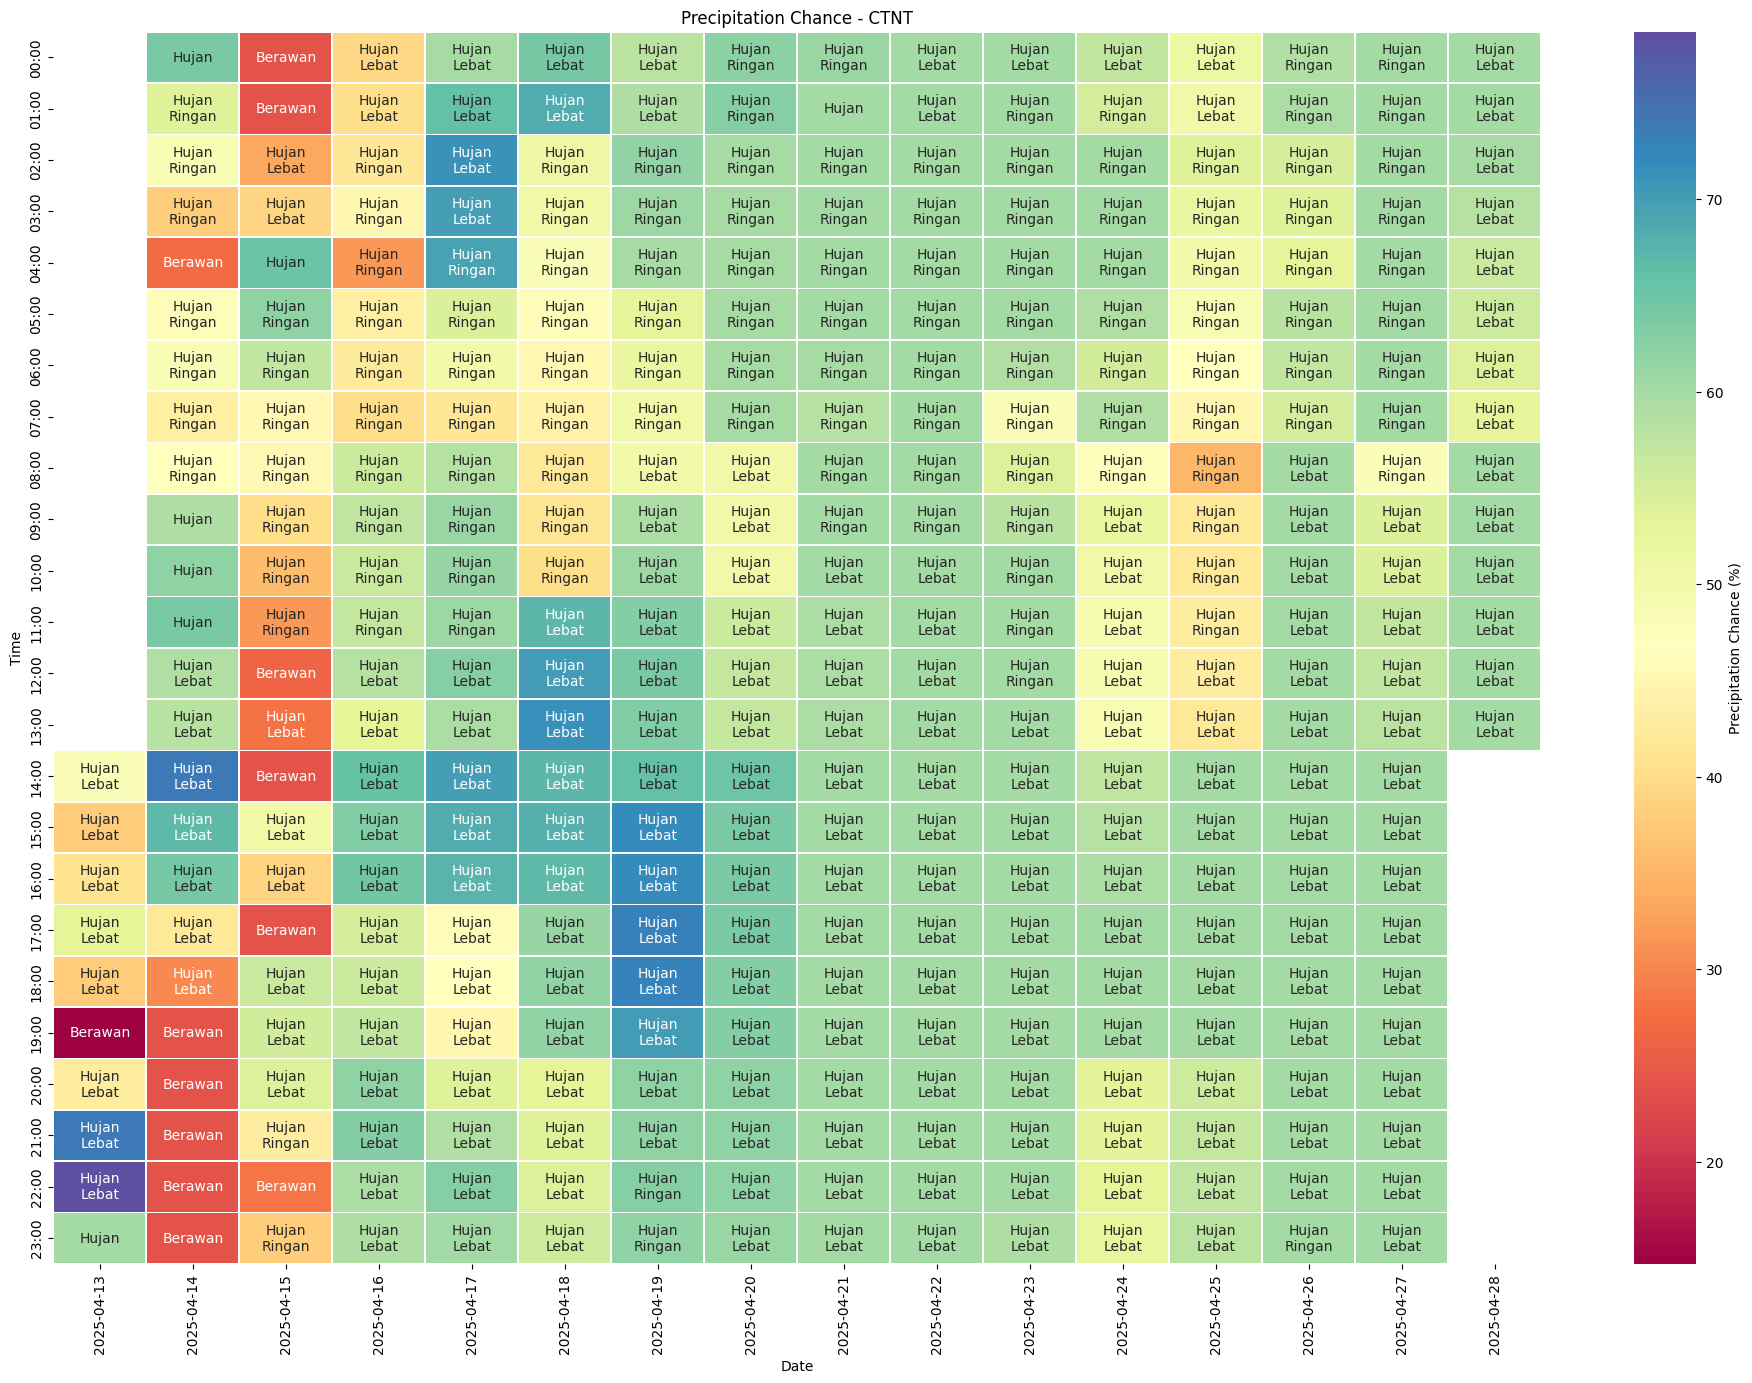 Precipitation Chance - CTNT
00:00 Hujan Berawan Hujan Lebat Hujan Lebat Hujan Lebat Hujan Lebat Hujan Ringan Hujan Ringan Hujan Lebat Hujan Lebat Hujan Lebat Hujan Lebat Hujan Ringan Hujan Ringan Hujan Lebat
01:00 Hujan Ringan Berawan Hujan Lebat Hujan Lebat Hujan Lebat Hujan Lebat Hujan Ringan Hujan Hujan Lebat Hujan Ringan Hujan Ringan Hujan Lebat Hujan Ringan Hujan Ringan Hujan Lebat
02:00 Hujan Ringan Hujan Lebat Hujan Ringan Hujan Lebat Hujan Ringan Hujan Ringan Hujan Ringan Hujan Ringan Hujan Ringan Hujan Ringan Hujan Ringan Hujan Ringan Hujan Ringan Hujan Ringan Hujan Lebat
03:00 Hujan Ringan Hujan Lebat Hujan Ringan Hujan Lebat Hujan Ringan Hujan Ringan Hujan Ringan Hujan Ringan Hujan Ringan Hujan Ringan Hujan Ringan Hujan Ringan Hujan Ringan Hujan Ringan Hujan Lebat
04:00 Berawan Hujan Hujan Ringan Hujan Ringan Hujan Ringan Hujan Ringan Hujan Ringan Hujan Ringan Hujan Ringan Hujan Ringan Hujan Ringan Hujan Ringan Hujan Ringan Hujan Ringan Hujan Lebat
05:00 Hujan Ringan Hujan Ringan Hujan Ringan Hujan Ringan Hujan Ringan Hujan Ringan Hujan Ringan Hujan Ringan Hujan Ringan Hujan Ringan Hujan Ringan Hujan Ringan Hujan Ringan Hujan Ringan Hujan Lebat
06:00 Hujan Ringan Hujan Ringan Hujan Ringan Hujan Ringan Hujan Ringan Hujan Ringan Hujan Ringan Hujan Ringan Hujan Ringan Hujan Ringan Hujan Ringan Hujan Ringan Hujan Ringan Hujan Ringan Hujan Lebat
07:00 Hujan Ringan Hujan Ringan Hujan Ringan Hujan Ringan Hujan Ringan Hujan Ringan Hujan Ringan Hujan Ringan Hujan Ringan Hujan Ringan Hujan Ringan Hujan Ringan Hujan Ringan Hujan Ringan Hujan Lebat
08:00 Hujan Ringan Hujan Ringan Hujan Ringan Hujan Ringan Hujan Ringan Hujan Lebat Hujan Lebat Hujan Ringan Hujan Ringan Hujan Ringan Hujan Ringan Hujan Ringan Hujan Lebat Hujan Ringan Hujan Lebat
09:00 Hujan Hujan Ringan Hujan Ringan Hujan Ringan Hujan Ringan Hujan Lebat Hujan Lebat Hujan Ringan Hujan Ringan Hujan Ringan Hujan Lebat Hujan Ringan Hujan Lebat Hujan Lebat Hujan Lebat
10:00 Hujan Hujan Ringan Hujan Ringan Hujan Ringan Hujan Ringan Hujan Lebat Hujan Lebat Hujan Lebat Hujan Lebat Hujan Ringan Hujan Lebat Hujan Ringan Hujan Lebat Hujan Lebat Hujan Lebat
11:00 Hujan Hujan Ringan Hujan Ringan Hujan Ringan Hujan Lebat Hujan Lebat Hujan Lebat Hujan Lebat Hujan Lebat Hujan Ringan Hujan Lebat Hujan Ringan Hujan Lebat Hujan Lebat Hujan Lebat
12:00 Hujan Lebat Berawan Hujan Lebat Hujan Lebat Hujan Lebat Hujan Lebat Hujan Lebat Hujan Lebat Hujan Lebat Hujan Ringan Hujan Lebat Hujan Lebat Hujan Lebat Hujan Lebat Hujan Lebat
13:00 Hujan Lebat Hujan Lebat Hujan Lebat Hujan Lebat Hujan Lebat Hujan Lebat Hujan Lebat Hujan Lebat Hujan Lebat Hujan Lebat Hujan Lebat Hujan Lebat Hujan Lebat Hujan Lebat Hujan Lebat
14:00 Hujan Lebat Hujan Lebat Berawan Hujan Lebat Hujan Lebat Hujan Lebat Hujan Lebat Hujan Lebat Hujan Lebat Hujan Lebat Hujan Lebat Hujan Lebat Hujan Lebat Hujan Lebat Hujan Lebat
15:00 Hujan Lebat Hujan Lebat Hujan Lebat Hujan Lebat Hujan Lebat Hujan Lebat Hujan Lebat Hujan Lebat Hujan Lebat Hujan Lebat Hujan Lebat Hujan Lebat Hujan Lebat Hujan Lebat Hujan Lebat
16:00 Hujan Lebat Hujan Lebat Hujan Lebat Hujan Lebat Hujan Lebat Hujan Lebat Hujan Lebat Hujan Lebat Hujan Lebat Hujan Lebat Hujan Lebat Hujan Lebat Hujan Lebat Hujan Lebat Hujan Lebat
17:00 Hujan Lebat Hujan Lebat Berawan Hujan Lebat Hujan Lebat Hujan Lebat Hujan Lebat Hujan Lebat Hujan Lebat Hujan Lebat Hujan Lebat Hujan Lebat Hujan Lebat Hujan Lebat Hujan Lebat
18:00 Hujan Lebat Hujan Lebat Hujan Lebat Hujan Lebat Hujan Lebat Hujan Lebat Hujan Lebat Hujan Lebat Hujan Lebat Hujan Lebat Hujan Lebat Hujan Lebat Hujan Lebat Hujan Lebat Hujan Lebat
19:00 Berawan Berawan Hujan Lebat Hujan Lebat Hujan Lebat Hujan Lebat Hujan Lebat Hujan Lebat Hujan Lebat Hujan Lebat Hujan Lebat Hujan Lebat Hujan Lebat Hujan Lebat Hujan Lebat
20:00 Hujan Lebat Berawan Hujan Lebat Hujan Lebat Hujan Lebat Hujan Lebat Hujan Lebat Hujan Lebat Hujan Lebat Hujan Lebat Hujan Lebat Hujan Lebat Hujan Lebat Hujan Lebat Hujan Lebat
21:00 Hujan Lebat Berawan Hujan Ringan Hujan Lebat Hujan Lebat Hujan Lebat Hujan Lebat Hujan Lebat Hujan Lebat Hujan Lebat Hujan Lebat Hujan Lebat Hujan Lebat Hujan Lebat Hujan Lebat
22:00 Hujan Lebat Berawan Berawan Hujan Lebat Hujan Lebat Hujan Lebat Hujan Ringan Hujan Lebat Hujan Lebat Hujan Lebat Hujan Lebat Hujan Lebat Hujan Lebat Hujan Lebat Hujan Lebat
23:00 Hujan Berawan Hujan Ringan Hujan Lebat Hujan Lebat Hujan Lebat Hujan Ringan Hujan Lebat Hujan Lebat Hujan Lebat Hujan Lebat Hujan Lebat Hujan Lebat Hujan Ringan Hujan Lebat
Time
2025-04-13 2025-04-14 2025-04-15 2025-04-16 2025-04-17 2025-04-18 2025-04-19 2025-04-20 2025-04-21 2025-04-22 2025-04-23 2025-04-24 2025-04-25 2025-04-26 2025-04-27 2025-04-28
Date
70
60
50
40
30
20
Precipitation Chance (%)